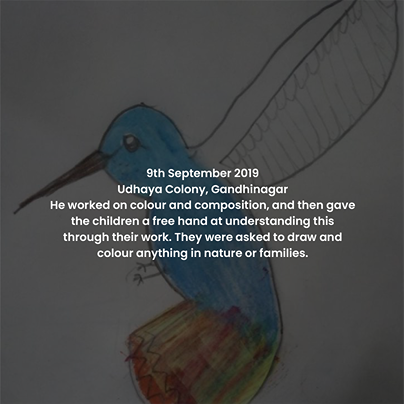 9th September 2019
Udhaya Colony, Gandhinagar
He worked on colour and composition, and then gave
the children a free hand at understanding this
through their work. They were asked to draw and
colour anything in nature or families.